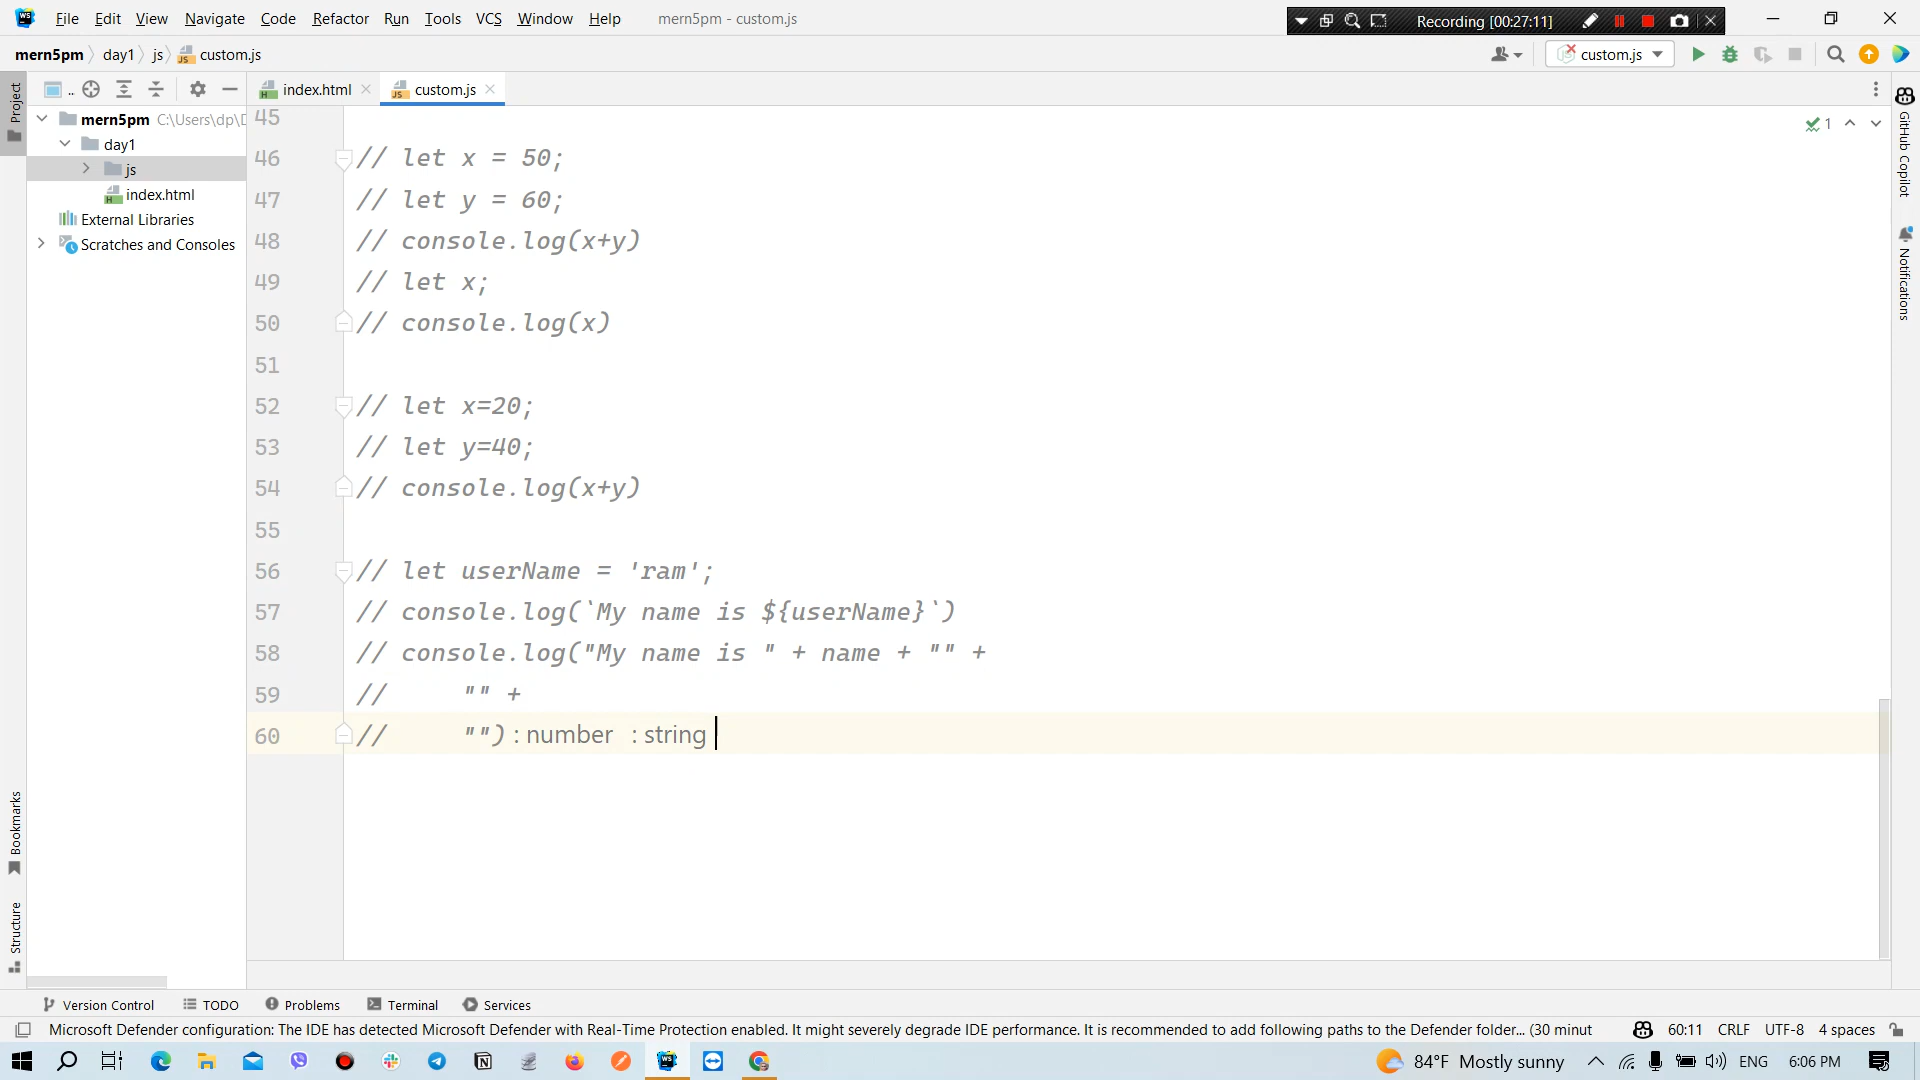 File Edit View Navigate Code Refactor Run Tools VCS Window Help mern5pm - custom.js
Recording [00:27:11]
mern5pm day1 js custom.js
custom.js
Project
.. index.html custom.js
mern5pm C:\Users\dp\D
day1
js
index.html
External Libraries
Scratches and Consoles
1
45
46 // let x = 50;
47 // let y = 60;
48 // console.log(x+y)
49 // let x;
50 // console.log(x)
51
52 // let x=20;
53 // let y=40;
54 // console.log(x+y)
55
56 // let userName = 'ram';
57 // console.log(`My name is ${userName}`)
58 // console.log("My name is " + name + "" +
59 //     "" +
60 //     "") : number : string
GitHub Copilot
Notifications
Bookmarks
Structure
Version Control TODO Problems Terminal Services
Microsoft Defender configuration: The IDE has detected Microsoft Defender with Real-Time Protection enabled. It might severely degrade IDE performance. It is recommended to add following paths to the Defender folder... (30 minut 60:11 CRLF UTF-8 4 spaces
84°F Mostly sunny ENG 6:06 PM